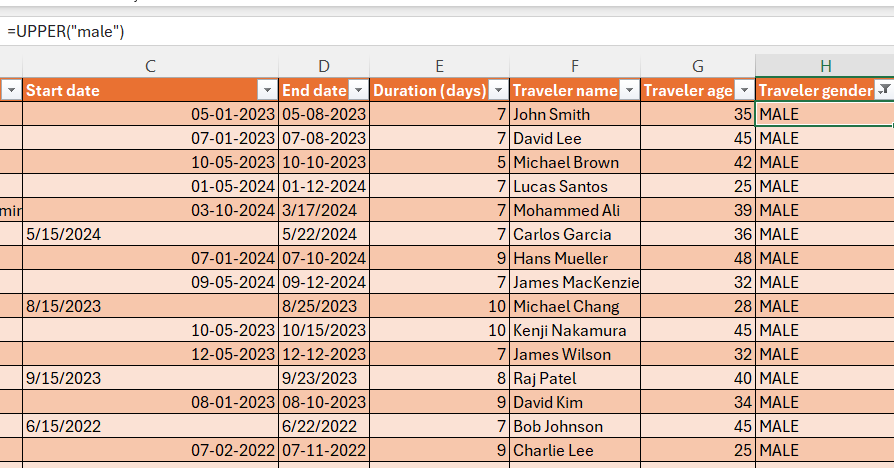 =UPPER("male")
C D E F G H
Start date End date Duration (days) Traveler name Traveler age Traveler gender
05-01-2023 05-08-2023 7 John Smith 35 MALE
07-01-2023 07-08-2023 7 David Lee 45 MALE
10-05-2023 10-10-2023 5 Michael Brown 42 MALE
01-05-2024 01-12-2024 7 Lucas Santos 25 MALE
03-10-2024 3/17/2024 7 Mohammed Ali 39 MALE
5/15/2024 5/22/2024 7 Carlos Garcia 36 MALE
07-01-2024 07-10-2024 9 Hans Mueller 48 MALE
09-05-2024 09-12-2024 7 James MacKenzie 32 MALE
8/15/2023 8/25/2023 10 Michael Chang 28 MALE
10-05-2023 10/15/2023 10 Kenji Nakamura 45 MALE
12-05-2023 12-12-2023 7 James Wilson 32 MALE
9/15/2023 9/23/2023 8 Raj Patel 40 MALE
08-01-2023 08-10-2023 9 David Kim 34 MALE
6/15/2022 6/22/2022 7 Bob Johnson 45 MALE
07-02-2022 07-11-2022 9 Charlie Lee 25 MALE